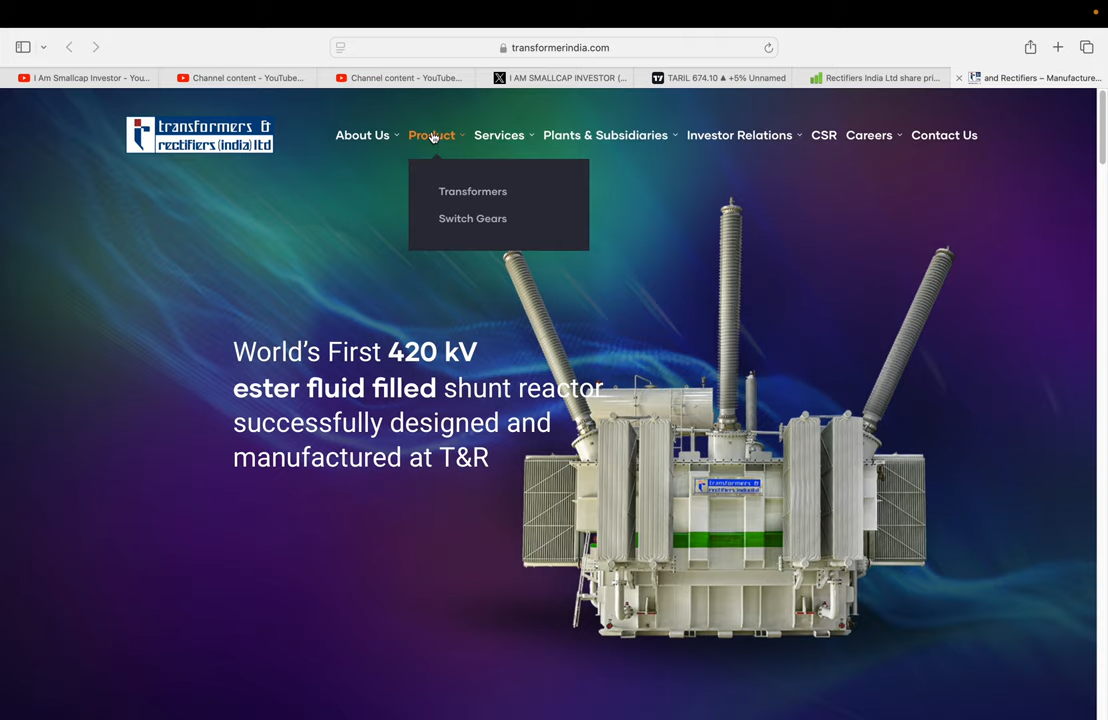 transformerindia.com
I Am Smallcap Investor - You...
Channel content - YouTube...
Channel content - YouTube...
I AM SMALLCAP INVESTOR (...
TARIL 674.10 ▲ +5% Unnamed
Rectifiers India Ltd share pri...
and Rectifiers – Manufacture...
transformers &
rectifiers (india) ltd
About Us
Product
Services
Plants & Subsidiaries
Investor Relations
CSR
Careers
Contact Us
Transformers
Switch Gears
World's First 420 kV
ester fluid filled shunt reactor
successfully designed and
manufactured at T&R
transformers &
rectifiers (india) ltd